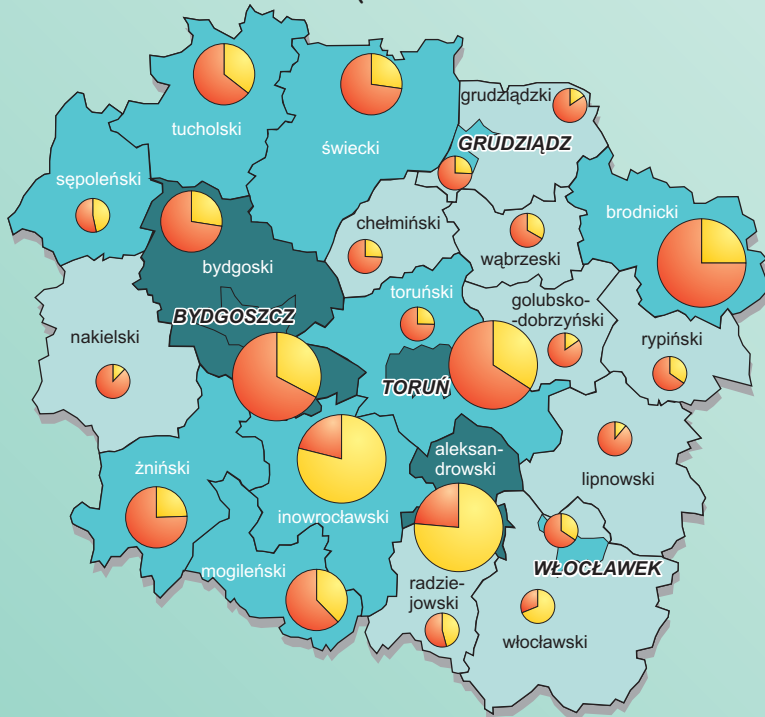 grudziądzki
tucholski
GRUDZIĄDZ
świecki
sępoleński
brodnicki
chełmiński
wąbrzeski
bydgoski
toruński
golubsko-
-dobrzyński
BYDGOSZCZ
nakielski
rypiński
TORUŃ
aleksan-
drowski
żniński
lipnowski
inowrocławski
WŁOCŁAWEK
mogileński
radzie-
jowski
włocławski